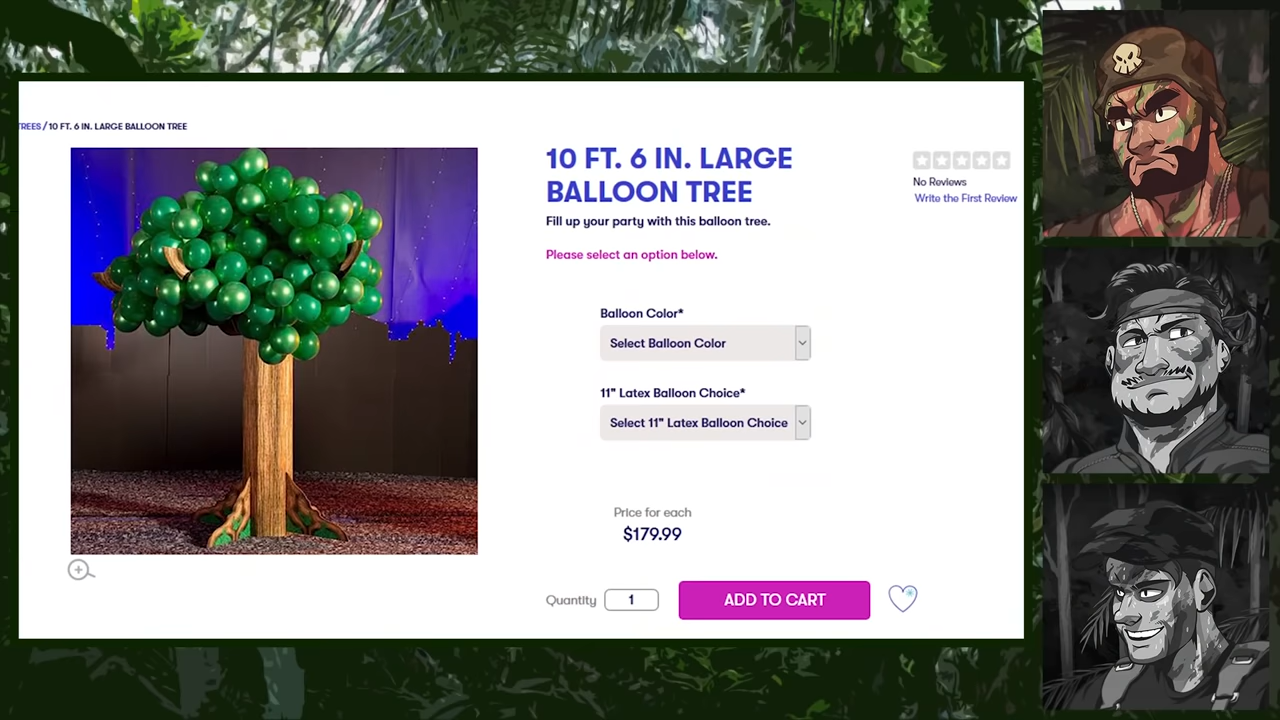 TREES / 10 FT. 6 IN. LARGE BALLOON TREE
10 FT. 6 IN. LARGE
BALLOON TREE
Fill up your party with this balloon tree.
Please select an option below.
No Reviews
Write the First Review
Balloon Color*
Select Balloon Color
11" Latex Balloon Choice*
Select 11" Latex Balloon Choice
Price for each
$179.99
Quantity
1
ADD TO CART